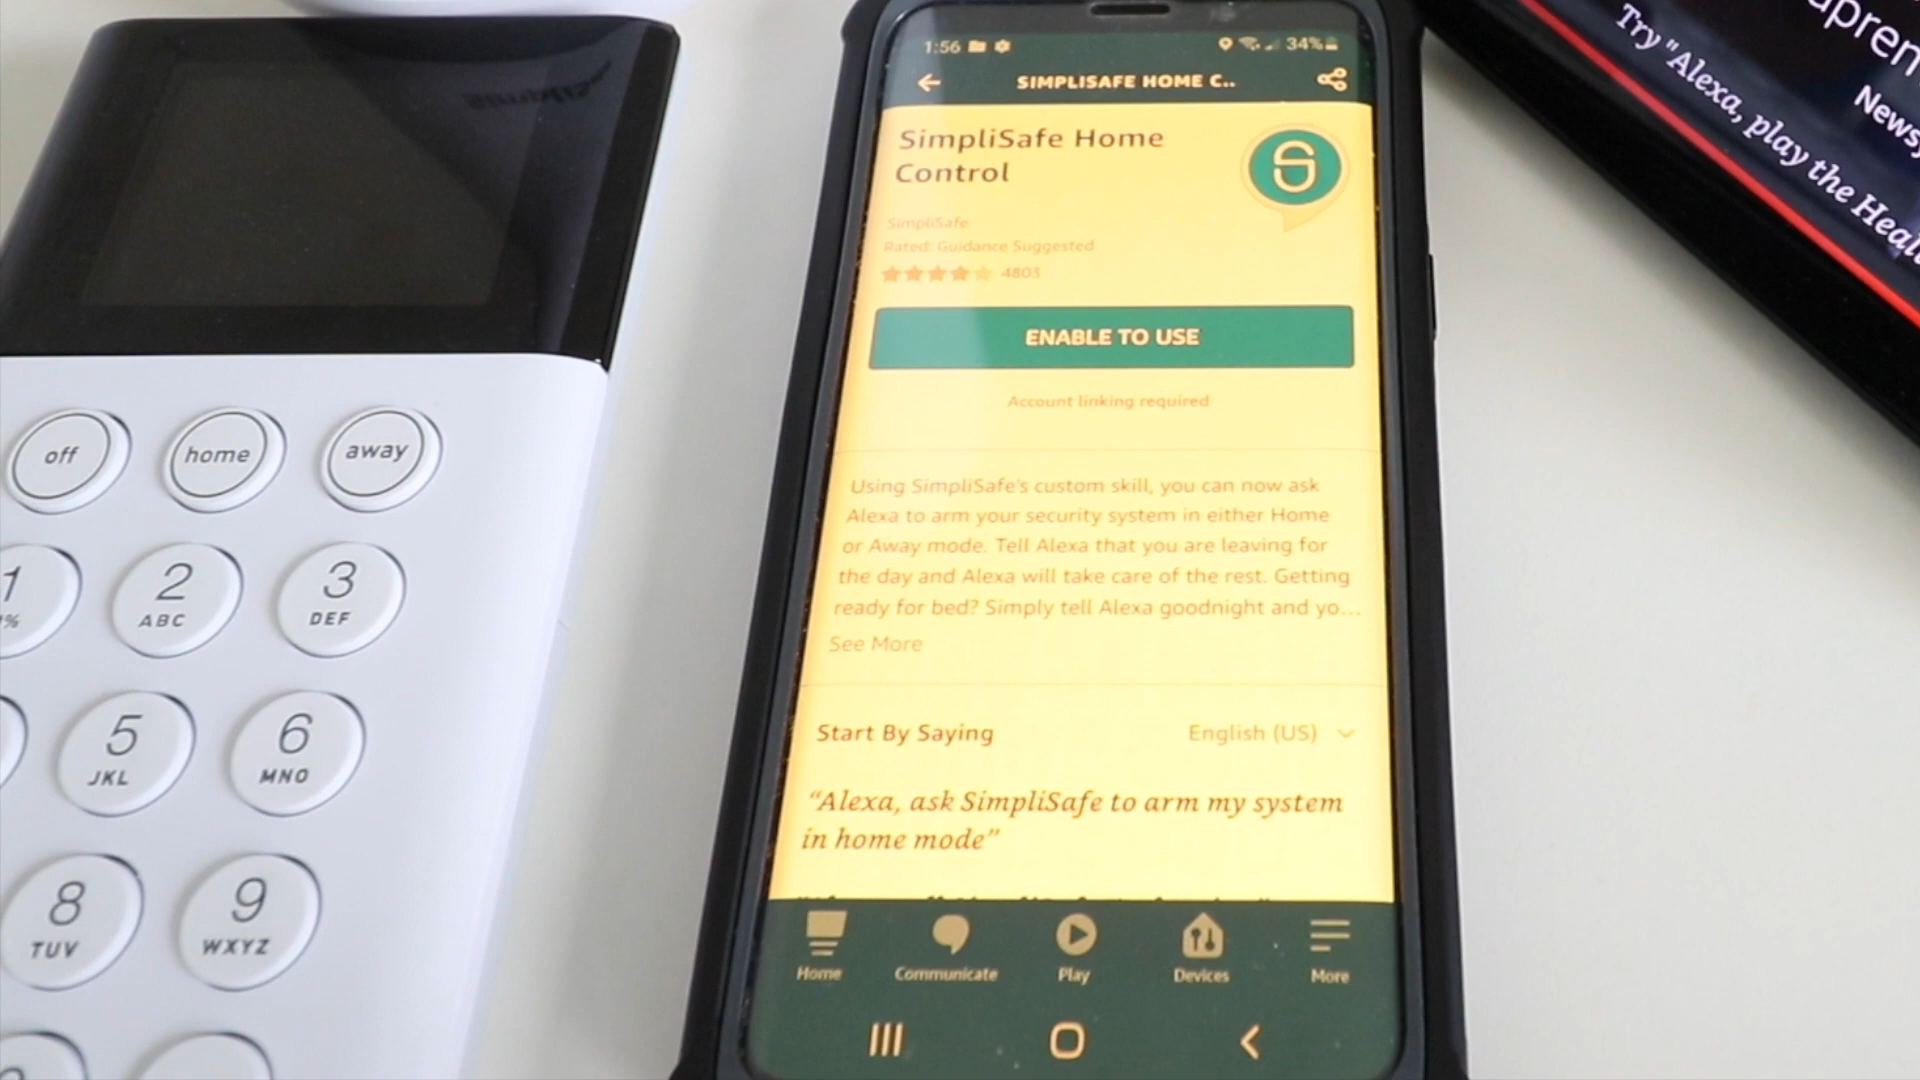 off
home
away
1
2
ABC
3
DEF
5
JKL
6
MNO
8
TUV
9
WXYZ
1:56
34%
SIMPLISAFE HOME C..
SimpliSafe Home
Control
SimpliSafe
Rated: Guidance Suggested
4803
ENABLE TO USE
Account linking required
Using SimpliSafe's custom skill, you can now ask
Alexa to arm your security system in either Home
or Away mode. Tell Alexa that you are leaving for
the day and Alexa will take care of the rest. Getting
ready for bed? Simply tell Alexa goodnight and yo...
See More
Start By Saying
English (US)
“Alexa, ask SimpliSafe to arm my system
in home mode”
Home
Communicate
Play
Devices
More
Try "Alexa, play the